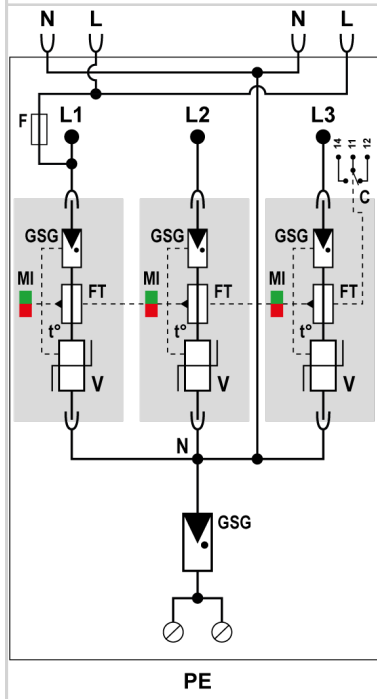 N L N L
F L1 L2 L3
14 11 12
C
GSG GSG GSG
MI FT MI FT MI FT
t° t° t°
V V V
N
GSG
PE